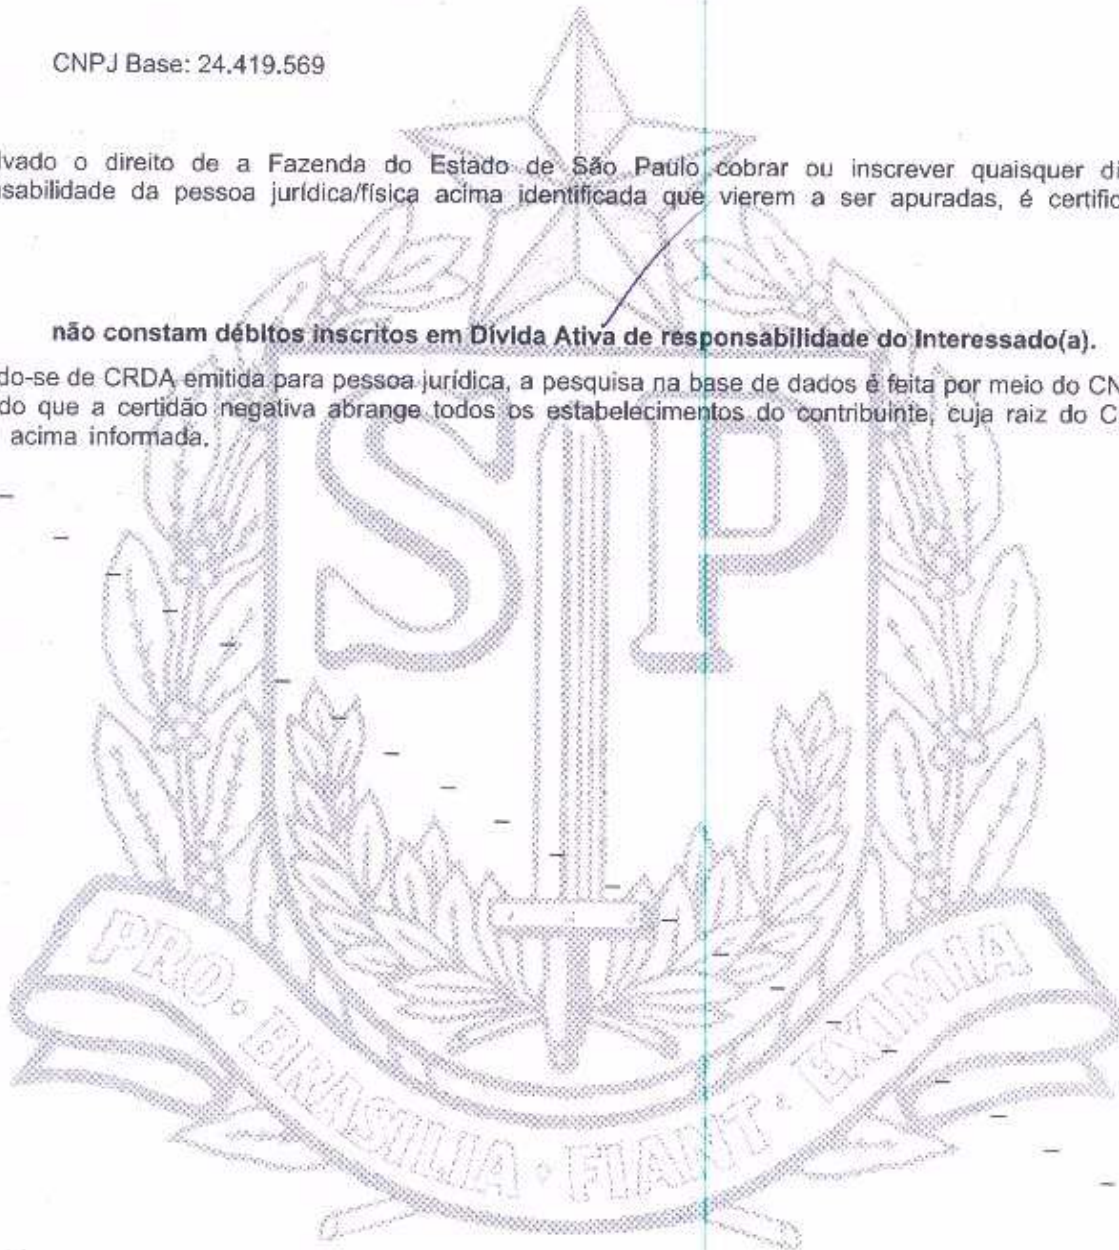 CNPJ Base: 24.419.569
lvado o direito de a Fazenda do Estado de São Paulo cobrar ou inscrever quaisquer dí
nsabilidade da pessoa jurídica/física acima identificada que vierem a ser apuradas, é certific
não constam débitos inscritos em Dívida Ativa de responsabilidade do Interessado(a).
do-se de CRDA emitida para pessoa jurídica, a pesquisa na base de dados é feita por meio do CN
do que a certidão negativa abrange todos os estabelecimentos do contribuinte, cuja raiz do C
acima informada.
SP
PRO · BRASILIA · FIANT · EXIMIA